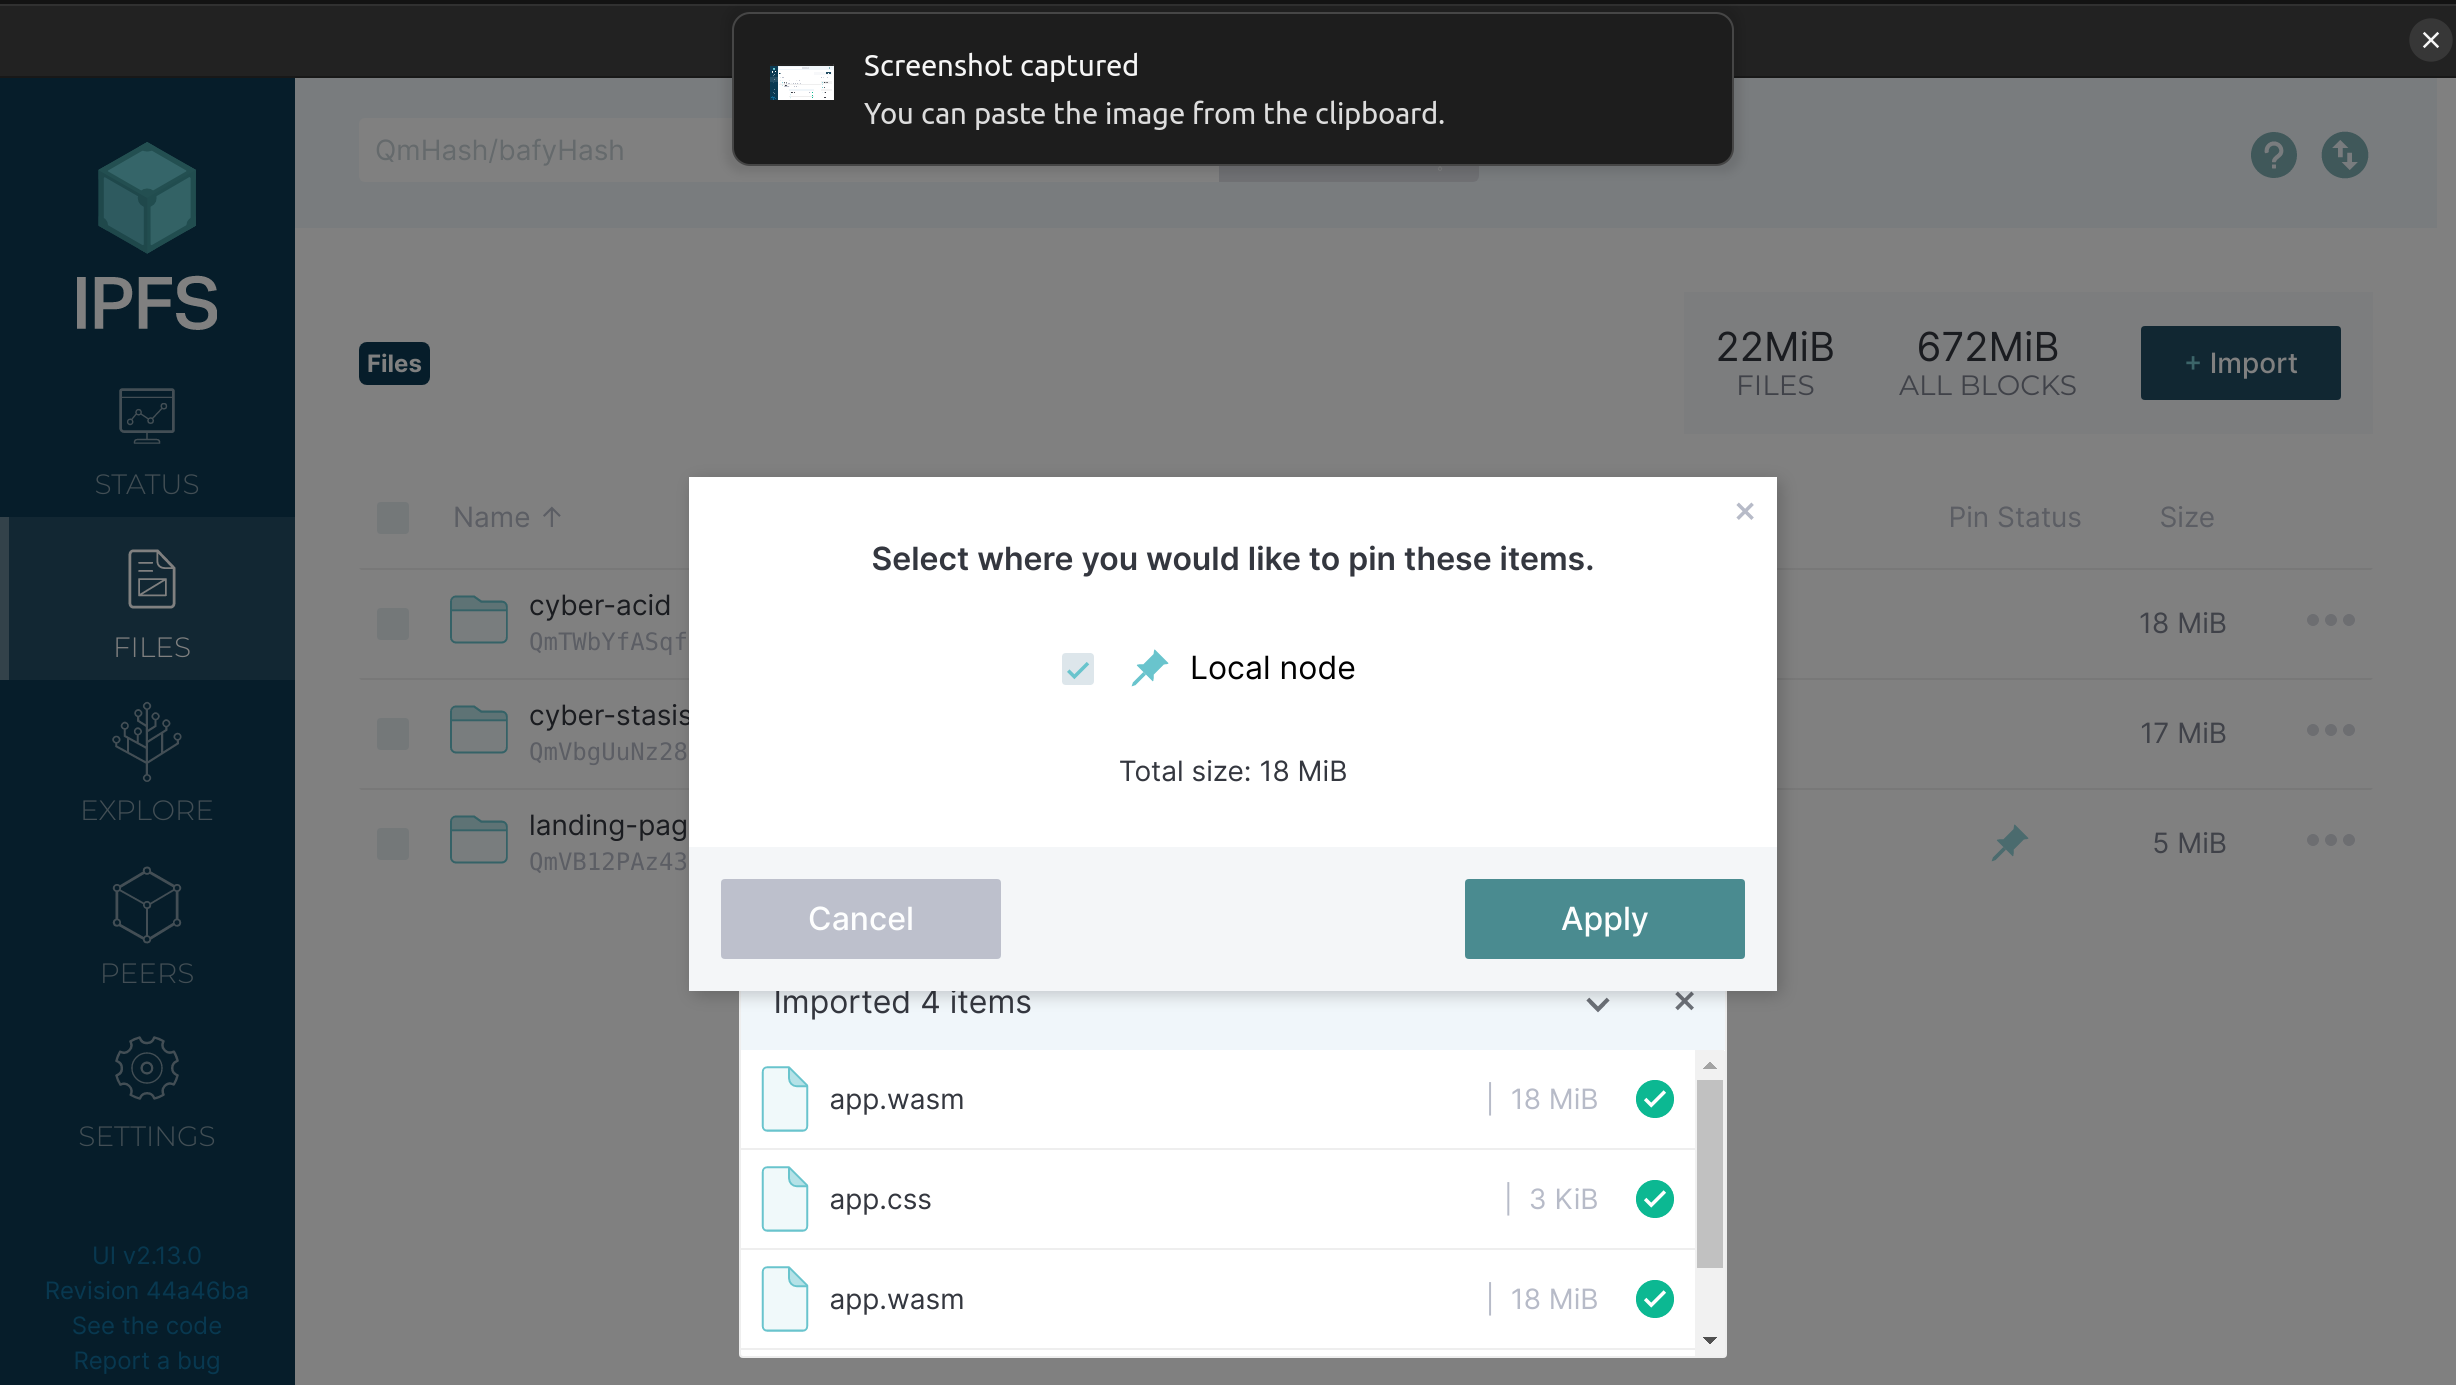 Screenshot captured
You can paste the image from the clipboard.
QmHash/bafyHash
IPFS
STATUS
FILES
EXPLORE
PEERS
SETTINGS
UI v2.13.0
Revision 44a46ba
See the code
Report a bug
Files
22MiB
FILES
672MiB
ALL BLOCKS
+ Import
Name ↑
Pin Status
Size
cyber-acid
QmTWbYfASqf
18 MiB
cyber-stasis
QmVbgUuNz28
17 MiB
landing-pag
QmVB12PAz43
5 MiB
Select where you would like to pin these items.
Local node
Total size: 18 MiB
Cancel
Apply
Imported 4 items
app.wasm
18 MiB
app.css
3 KiB
app.wasm
18 MiB